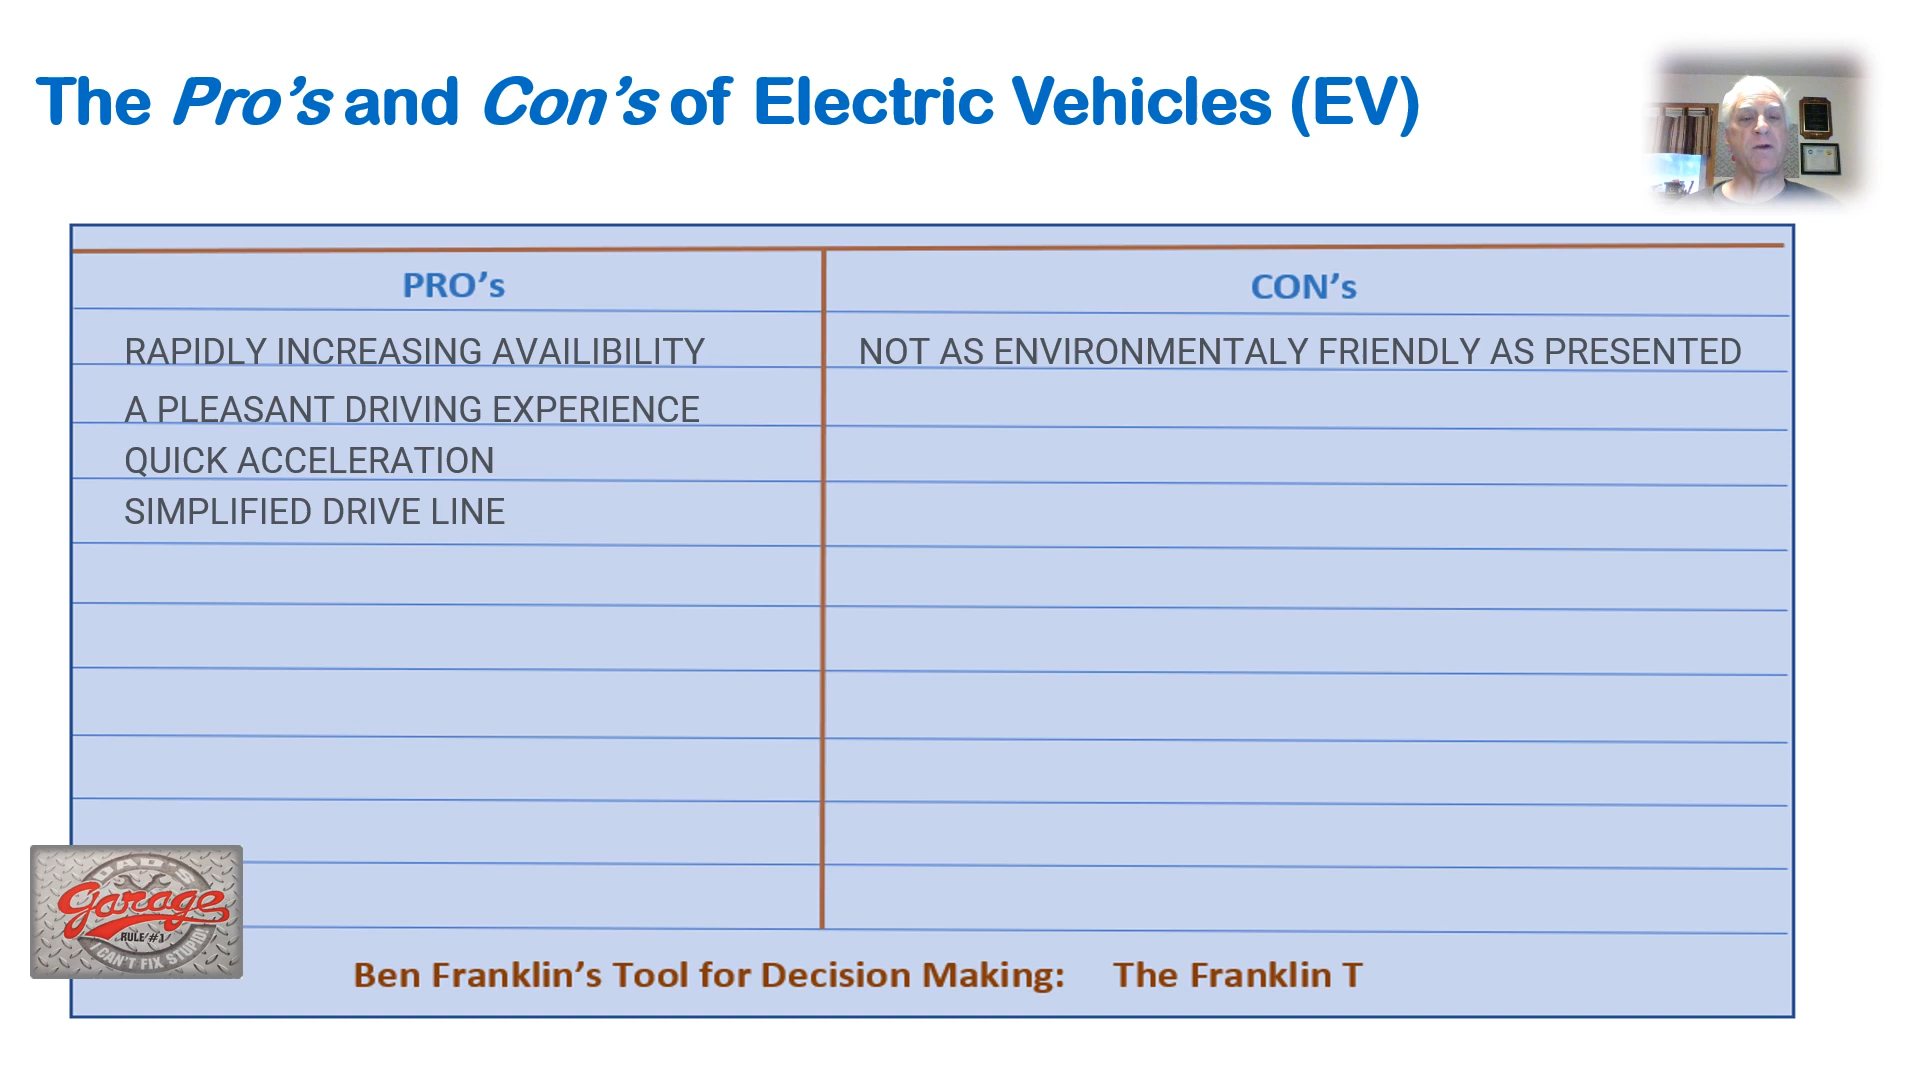 The Pro’s and Con’s of Electric Vehicles (EV)
PRO’s
CON’s
RAPIDLY INCREASING AVAILIBILITY
NOT AS ENVIRONMENTALY FRIENDLY AS PRESENTED
A PLEASANT DRIVING EXPERIENCE
QUICK ACCELERATION
SIMPLIFIED DRIVE LINE
DAB'S
Garage
RULE #1
I CAN'T FIX STUPID!
Ben Franklin’s Tool for Decision Making: The Franklin T